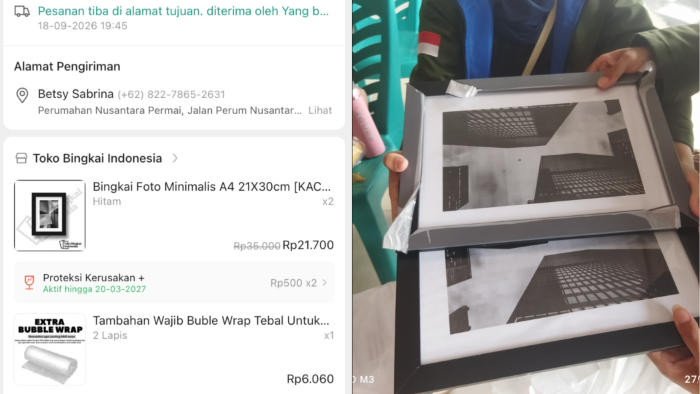 Pesanan tiba di alamat tujuan. diterima oleh Yang b...
18-09-2026 19:45
Alamat Pengiriman
Betsy Sabrina (+62) 822-7865-2631
Perumahan Nusantara Permai, Jalan Perum Nusantar... Lihat
Toko Bingkai Indonesia
Bingkai Foto Minimalis A4 21X30cm [KAC...
Hitam x2
Rp35.000 Rp21.700
Proteksi Kerusakan +
Rp500 x2
Aktif hingga 20-03-2027
EXTRA
BUBBLE WRAP
Tambahan Wajib Buble Wrap Tebal Untuk...
2 Lapis x1
Rp6.060
M3